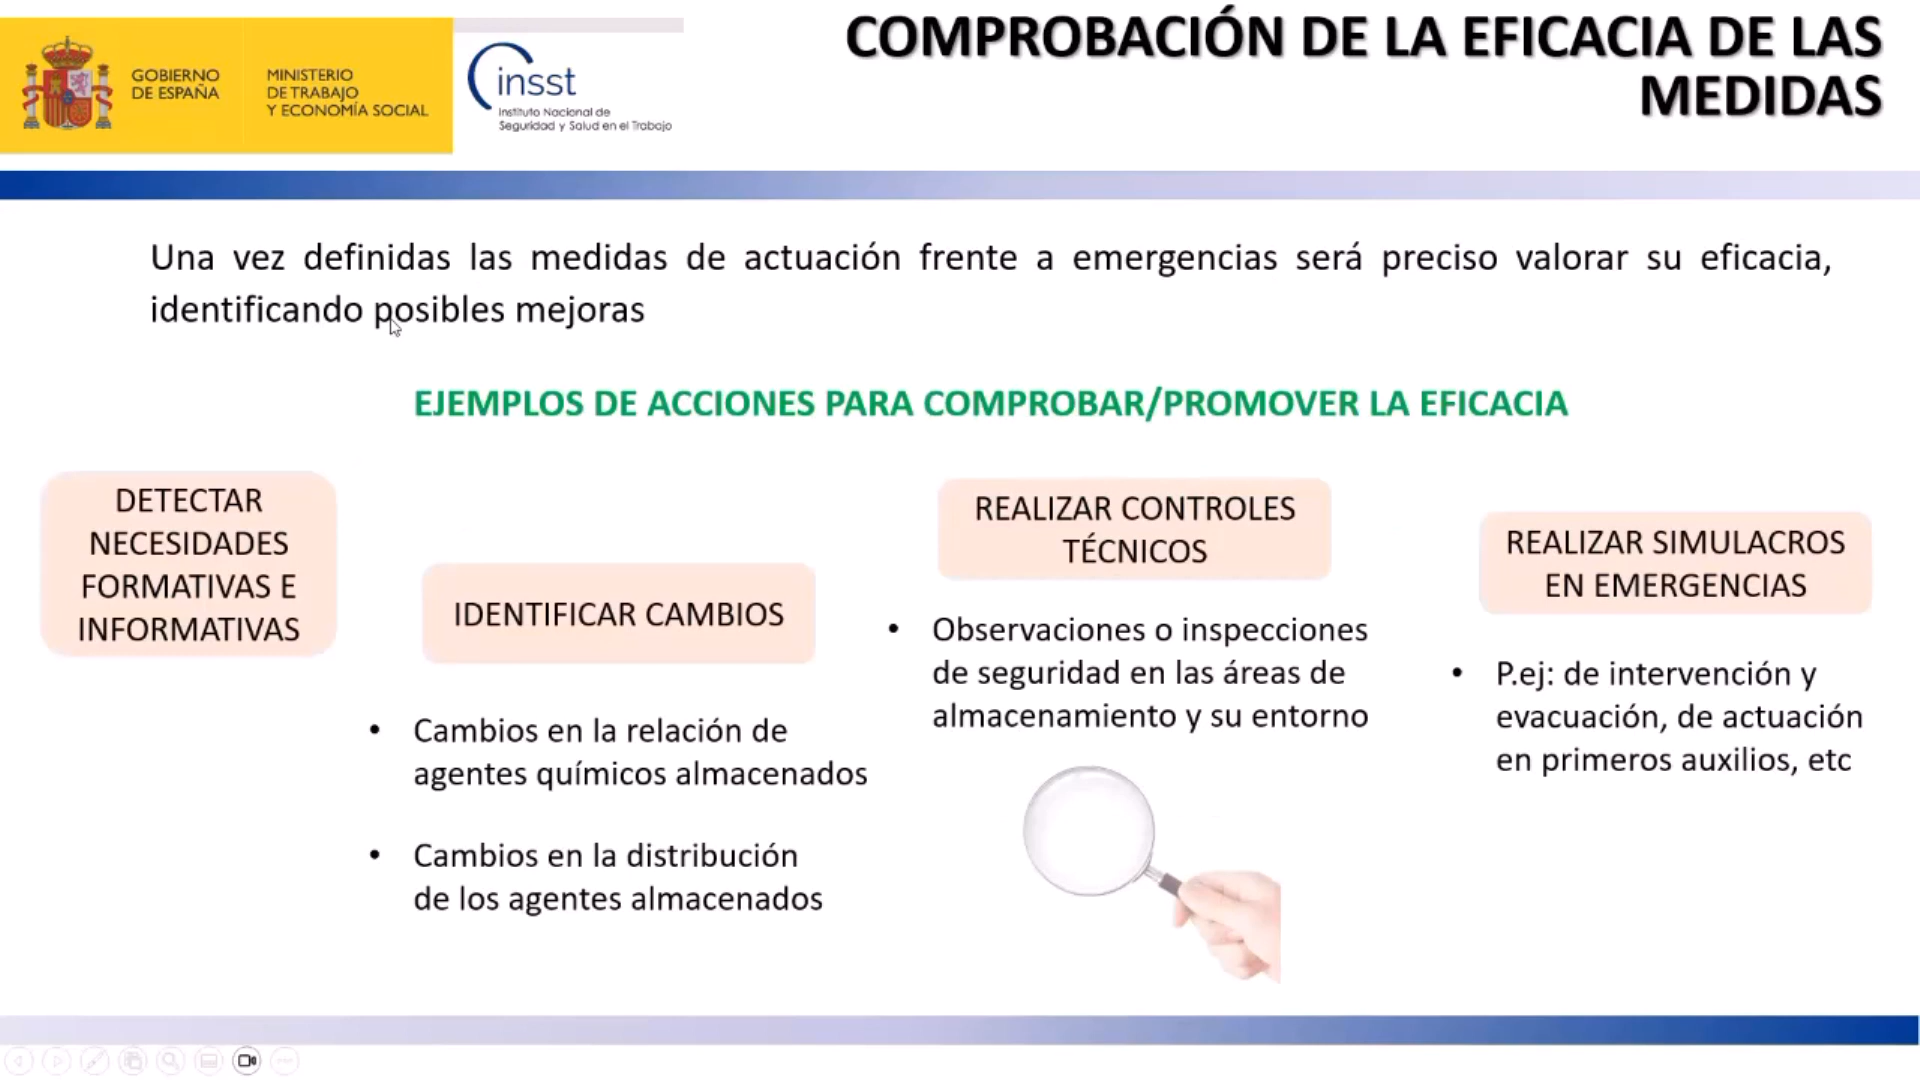 GOBIERNO
DE ESPAÑA
MINISTERIO
DE TRABAJO
Y ECONOMÍA SOCIAL
insst
Instituto Nacional de
Seguridad y Salud en el Trabajo
COMPROBACIÓN DE LA EFICACIA DE LAS
MEDIDAS
Una vez definidas las medidas de actuación frente a emergencias será preciso valorar su eficacia,
identificando posibles mejoras
EJEMPLOS DE ACCIONES PARA COMPROBAR/PROMOVER LA EFICACIA
DETECTAR
NECESIDADES
FORMATIVAS E
INFORMATIVAS
IDENTIFICAR CAMBIOS
• Cambios en la relación de
agentes químicos almacenados
• Cambios en la distribución
de los agentes almacenados
REALIZAR CONTROLES
TÉCNICOS
• Observaciones o inspecciones
de seguridad en las áreas de
almacenamiento y su entorno
REALIZAR SIMULACROS
EN EMERGENCIAS
• P.ej: de intervención y
evacuación, de actuación
en primeros auxilios, etc